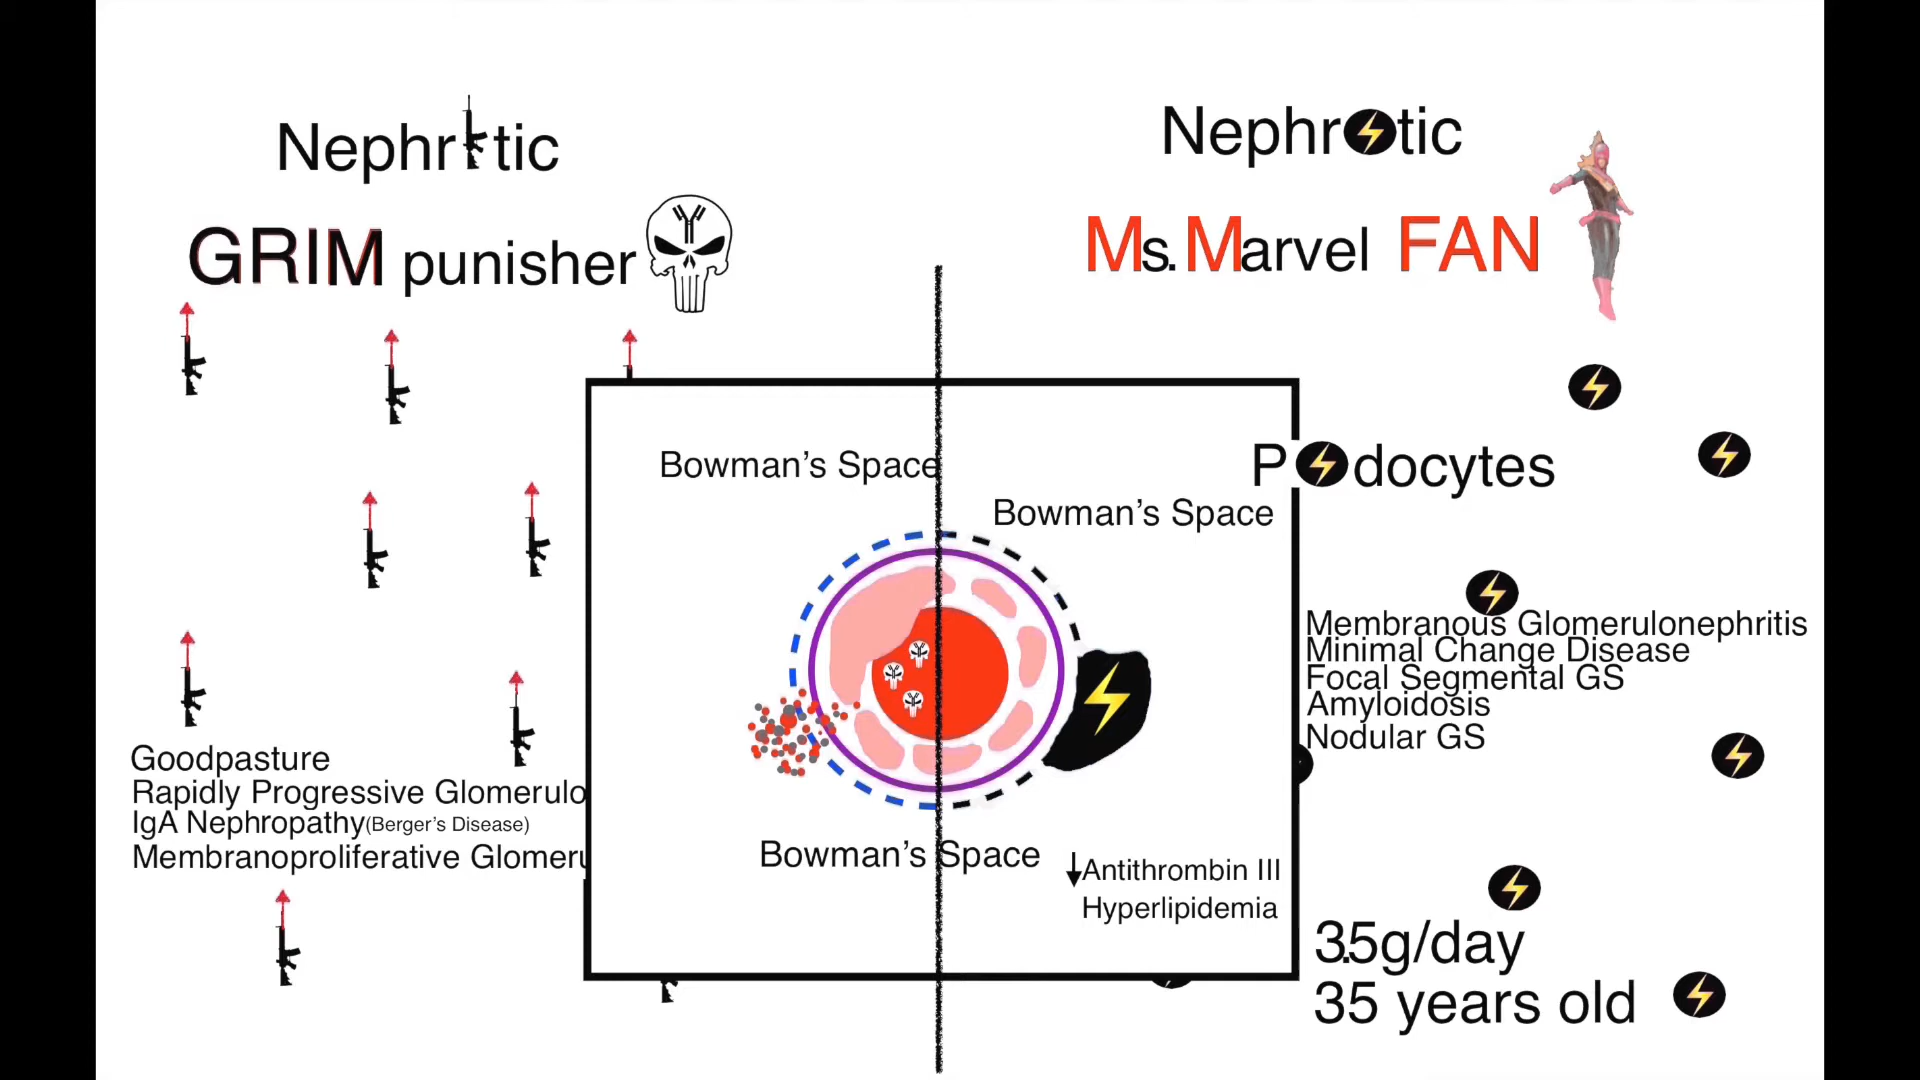 Nephritic
GRIM punisher
Nephrotic
Ms. Marvel FAN
Bowman's Space
Podocytes
Bowman's Space
Membranous Glomerulonephritis
Minimal Change Disease
Focal Segmental GS
Amyloidosis
Nodular GS
Goodpasture
Rapidly Progressive Glomerulo
IgA Nephropathy (Berger's Disease)
Membranoproliferative Glomeru
Bowman's Space
↓Antithrombin III
Hyperlipidemia
3.5g/day
35 years old